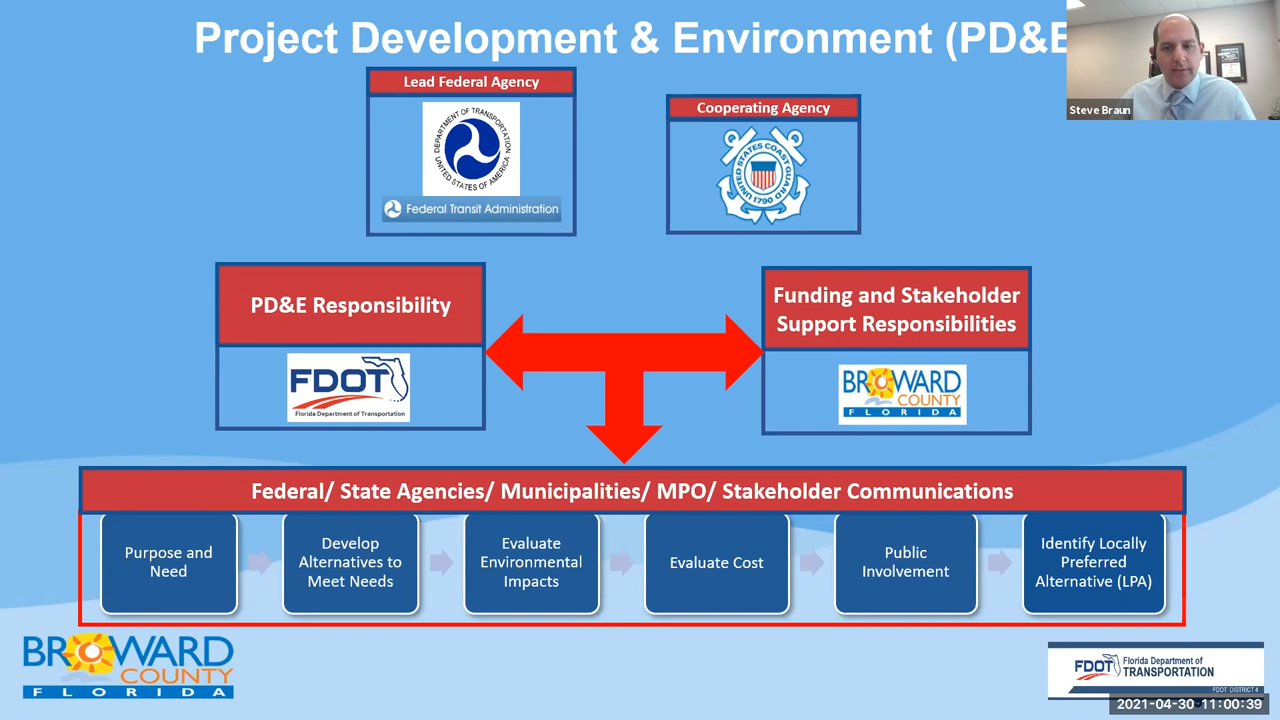 Project Development & Environment (PD&E
Steve Braun
Lead Federal Agency
DEPARTMENT OF TRANSPORTATION
UNITED STATES OF AMERICA
Federal Transit Administration
Cooperating Agency
UNITED STATES COAST GUARD
1790
PD&E Responsibility
FDOT
Florida Department of Transportation
Funding and Stakeholder
Support Responsibilities
BROWARD
COUNTY
FLORIDA
Federal/ State Agencies/ Municipalities/ MPO/ Stakeholder Communications
Purpose and
Need
Develop
Alternatives to
Meet Needs
Evaluate
Environmental
Impacts
Evaluate Cost
Public
Involvement
Identify Locally
Preferred
Alternative (LPA)
BROWARD
COUNTY
FLORIDA
FDOT
Florida Department of
TRANSPORTATION
FDOT DISTRICT 4
2021-04-30 11:00:39